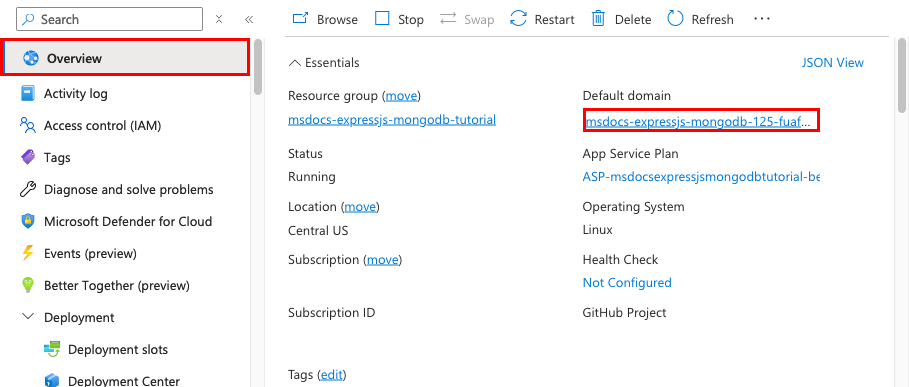 Search
Browse Stop Swap Restart Delete Refresh
Overview
Activity log
Access control (IAM)
Tags
Diagnose and solve problems
Microsoft Defender for Cloud
Events (preview)
Better Together (preview)
Deployment
Deployment slots
Deployment Center
Essentials
JSON View
Resource group (move)
msdocs-expressjs-mongodb-tutorial
Status
Running
Location (move)
Central US
Subscription (move)
Subscription ID
Tags (edit)
Default domain
msdocs-expressjs-mongodb-125-fuaf...
App Service Plan
ASP-msdocsexpressjsmongodbtutorial-be
Operating System
Linux
Health Check
Not Configured
GitHub Project